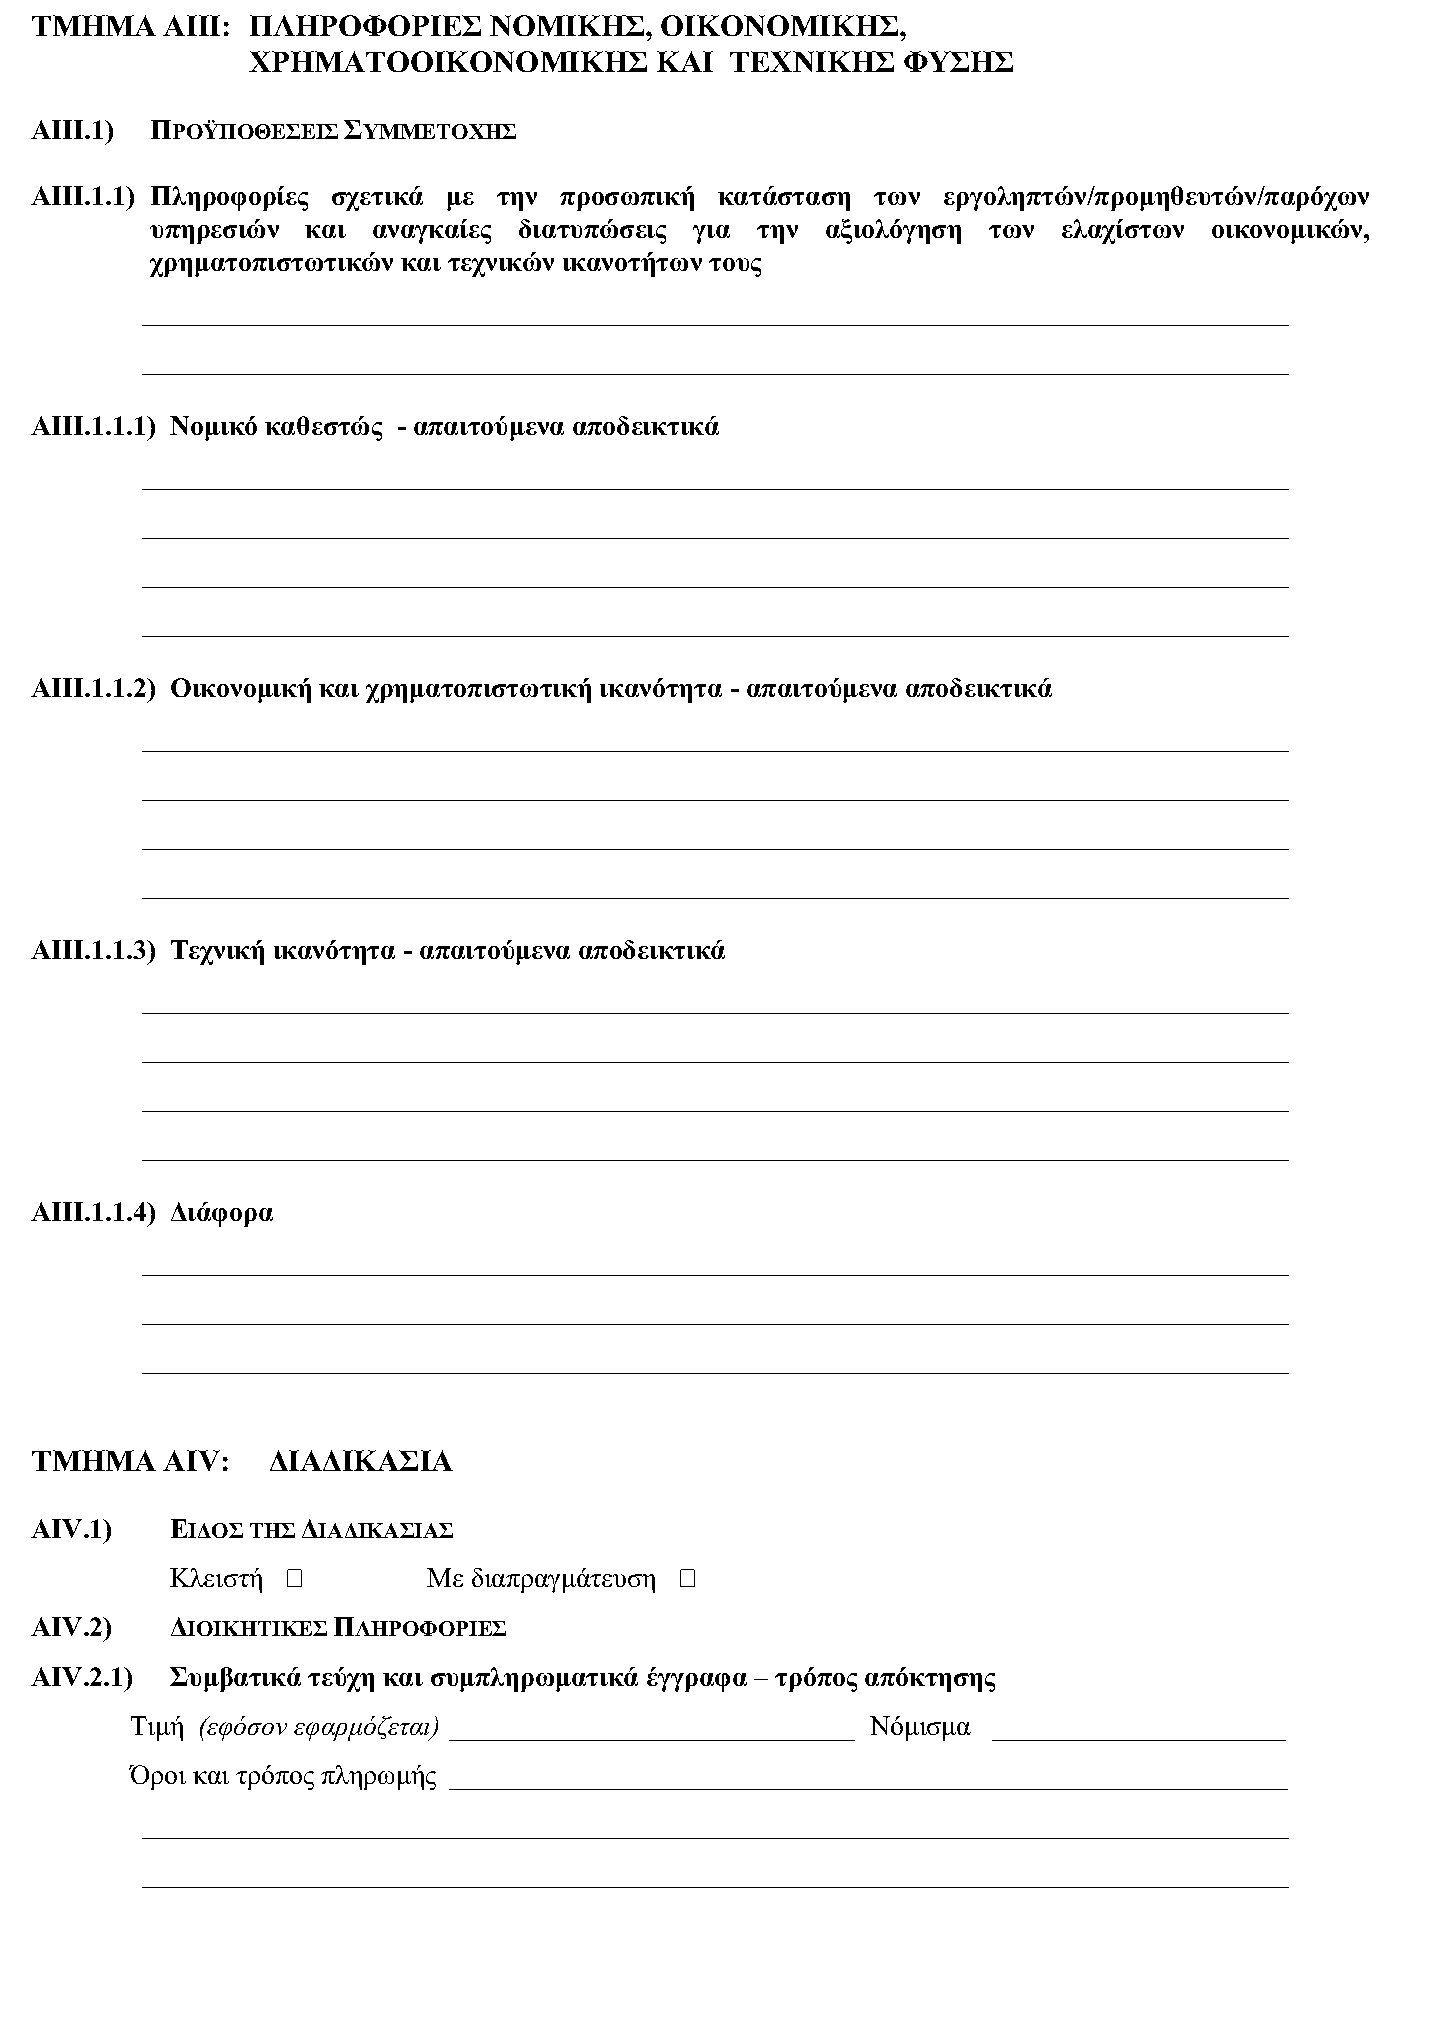 ΤΜΗΜΑ ΑΙΙΙ: ΠΛΗΡΟΦΟΡΙΕΣ ΝΟΜΙΚΗΣ, ΟΙΚΟΝΟΜΙΚΗΣ,
ΧΡΗΜΑΤΟΟΙΚΟΝΟΜΙΚΗΣ ΚΑΙ ΤΕΧΝΙΚΗΣ ΦΥΣΗΣ
ΑΙΙΙ.1) ΠΡΟΫΠΟΘΕΣΕΙΣ ΣΥΜΜΕΤΟΧΗΣ
ΑΙΙΙ.1.1) Πληροφορίες σχετικά με την προσωπική κατάσταση των εργοληπτών/προμηθευτών/παρόχων
υπηρεσιών και αναγκαίες διατυπώσεις για την αξιολόγηση των ελαχίστων οικονομικών,
χρηματοπιστωτικών και τεχνικών ικανοτήτων τους
ΑΙΙΙ.1.1.1) Νομικό καθεστώς - απαιτούμενα αποδεικτικά
ΑΙΙΙ.1.1.2) Οικονομική και χρηματοπιστωτική ικανότητα - απαιτούμενα αποδεικτικά
ΑΙΙΙ.1.1.3) Τεχνική ικανότητα - απαιτούμενα αποδεικτικά
ΑΙΙΙ.1.1.4) Διάφορα
ΤΜΗΜΑ AIV: ΔΙΑΔΙΚΑΣΙΑ
AIV.1) ΕΙΔΟΣ ΤΗΣ ΔΙΑΔΙΚΑΣΙΑΣ
Κλειστή □ Με διαπραγμάτευση □
AIV.2) ΔΙΟΙΚΗΤΙΚΕΣ ΠΛΗΡΟΦΟΡΙΕΣ
AIV.2.1) Συμβατικά τεύχη και συμπληρωματικά έγγραφα – τρόπος απόκτησης
Τιμή (εφόσον εφαρμόζεται) Νόμισμα
Όροι και τρόπος πληρωμής